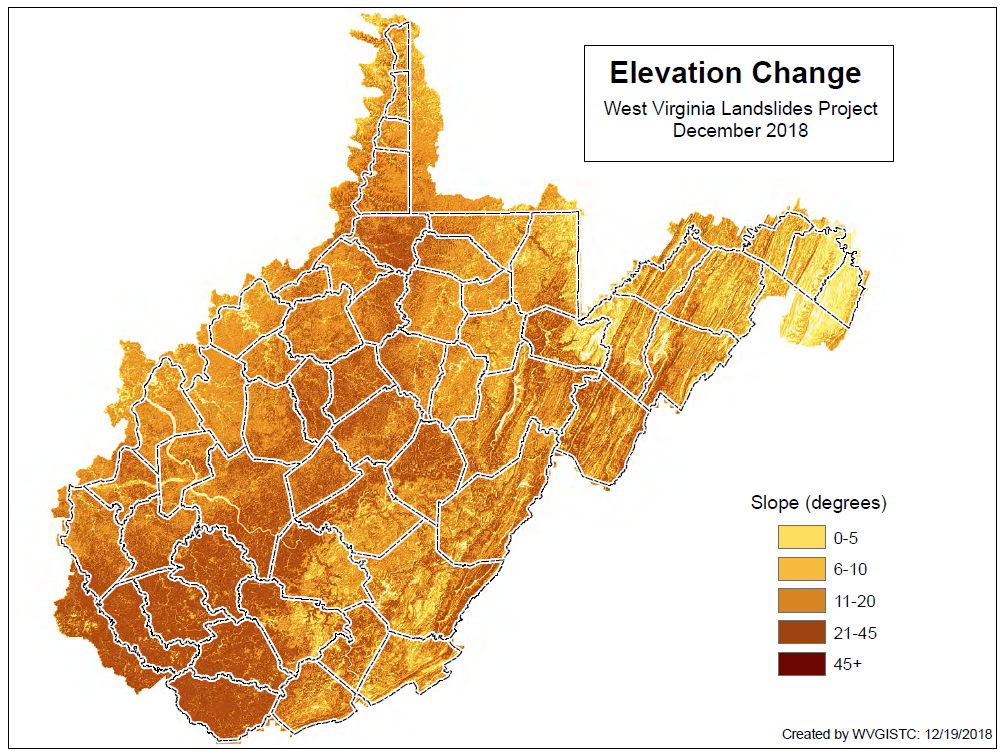 Elevation Change
West Virginia Landslides Project
December 2018
Slope (degrees)
0-5
6-10
11-20
21-45
45+
Created by WVGISTC: 12/19/2018